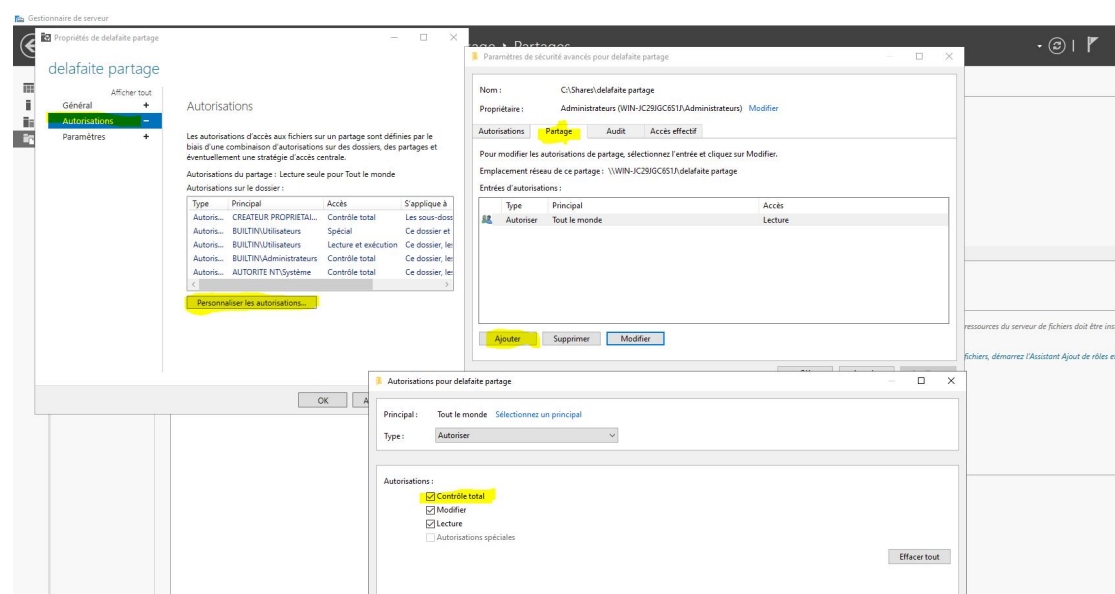 Gestionnaire de serveur
Propriétés de delafaite partage
delafaite partage
Afficher tout
Général +
Autorisations –
Paramètres +
Autorisations
Les autorisations d'accès aux fichiers sur un partage sont définies par le
biais d'une combinaison d'autorisations sur des dossiers, des partages et
éventuellement une stratégie d'accès centrale.
Autorisations du partage : Lecture seule pour Tout le monde
Autorisations sur le dossier :
Type Principal Accès S'applique à
Autoris... CREATEUR PROPRIETAI... Contrôle total Les sous-doss
Autoris... BUILTIN\Utilisateurs Spécial Ce dossier et
Autoris... BUILTIN\Utilisateurs Lecture et exécution Ce dossier, les
Autoris... BUILTIN\Administrateurs Contrôle total Ce dossier, les
Autoris... AUTORITE NT\Système Contrôle total Ce dossier, les
Personnaliser les autorisations...
OK A
Partages
Paramètres de sécurité avancés pour delafaite partage
Nom : C:\Shares\delafaite partage
Propriétaire : Administrateurs (WIN-JC29JGC6S1J\Administrateurs) Modifier
Autorisations Partage Audit Accès effectif
Pour modifier les autorisations de partage, sélectionnez l'entrée et cliquez sur Modifier.
Emplacement réseau de ce partage : \\WIN-JC29JGC6S1J\delafaite partage
Entrées d'autorisations :
Type Principal Accès
Autoriser Tout le monde Lecture
Ajouter Supprimer Modifier
ressources du serveur de fichiers doit être ins
fichiers, démarrez l'Assistant Ajout de rôles e
Autorisations pour delafaite partage
Principal : Tout le monde Sélectionnez un principal
Type : Autoriser
Autorisations :
Contrôle total
Modifier
Lecture
Autorisations spéciales
Effacer tout